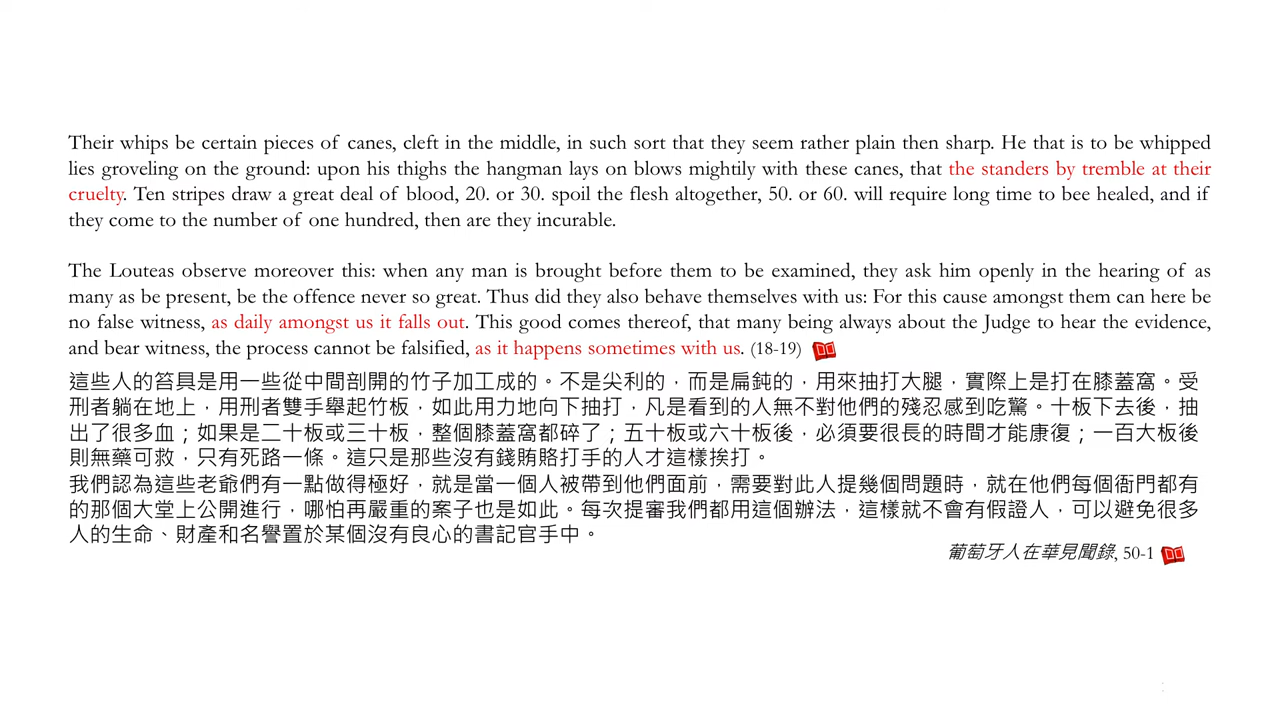 Their whips be certain pieces of canes, cleft in the middle, in such sort that they seem rather plain then sharp. He that is to be whipped
lies groveling on the ground: upon his thighs the hangman lays on blows mightily with these canes, that the standers by tremble at their
cruelty. Ten stripes draw a great deal of blood, 20. or 30. spoil the flesh altogether, 50. or 60. will require long time to bee healed, and if
they come to the number of one hundred, then are they incurable.
The Louteas observe moreover this: when any man is brought before them to be examined, they ask him openly in the hearing of as
many as be present, be the offence never so great. Thus did they also behave themselves with us: For this cause amongst them can here be
no false witness, as daily amongst us it falls out. This good comes thereof, that many being always about the Judge to hear the evidence,
and bear witness, the process cannot be falsified, as it happens sometimes with us. (18-19)
這些人的笞具是用一些從中間剖開的竹子加工成的。不是尖利的，而是扁鈍的，用來抽打大腿，實際上是打在膝蓋窩。受
刑者躺在地上，用刑者雙手舉起竹板，如此用力地向下抽打，凡是看到的人無不對他們的殘忍感到吃驚。十板下去後，抽
出了很多血；如果是二十板或三十板，整個膝蓋窩都碎了；五十板或六十板後，必須要很長的時間才能康復；一百大板後
則無藥可救，只有死路一條。這只是那些沒有錢賄賂打手的人才這樣挨打。
我們認為這些老爺們有一點做得極好，就是當一個人被帶到他們面前，需要對此人提幾個問題時，就在他們每個衙門都有
的那個大堂上公開進行，哪怕再嚴重的案子也是如此。每次提審我們都用這個辦法，這樣就不會有假證人，可以避免很多
人的生命、財產和名譽置於某個沒有良心的書記官手中。
葡萄牙人在華見聞錄, 50-1